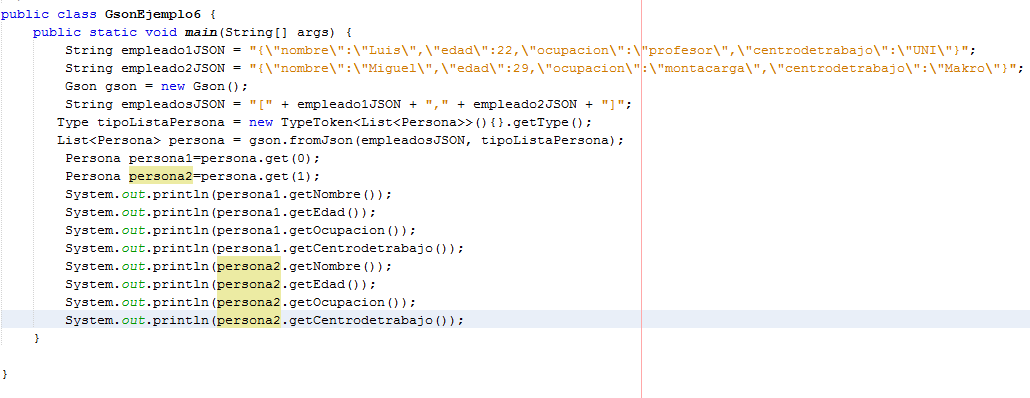 public class GsonEjemplo6 {
public static void main(String[] args) {
String empleado1JSON = "{\"nombre\":\"Luis\",\"edad\":22,\"ocupacion\":\"profesor\",\"centrodetrabajo\":\"UNI\"}";
String empleado2JSON = "{\"nombre\":\"Miguel\",\"edad\":29,\"ocupacion\":\"montacarga\",\"centrodetrabajo\":\"Makro\"}";
Gson gson = new Gson();
String empleadosJSON = "[" + empleado1JSON + "," + empleado2JSON + "]";
Type tipoListaPersona = new TypeToken<List<Persona>>(){}.getType();
List<Persona> persona = gson.fromJson(empleadosJSON, tipoListaPersona);
Persona persona1=persona.get(0);
Persona persona2=persona.get(1);
System.out.println(persona1.getNombre());
System.out.println(persona1.getEdad());
System.out.println(persona1.getOcupacion());
System.out.println(persona1.getCentrodetrabajo());
System.out.println(persona2.getNombre());
System.out.println(persona2.getEdad());
System.out.println(persona2.getOcupacion());
System.out.println(persona2.getCentrodetrabajo());
}
}